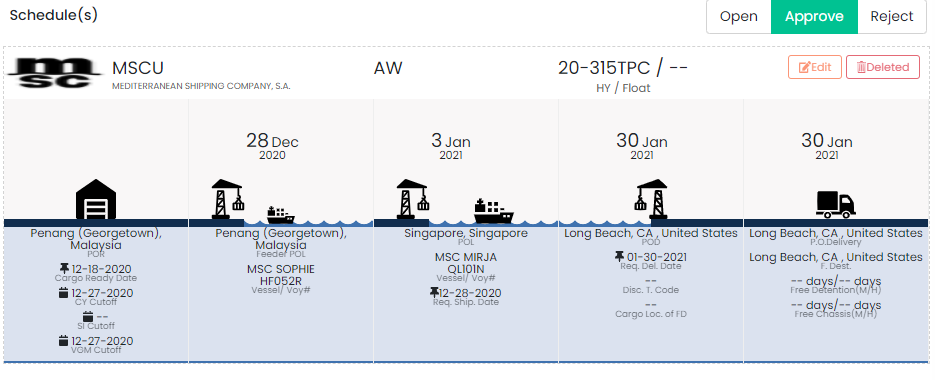 Schedule(s)
Open
Approve
Reject
msc
MSCU
MEDITERRANEAN SHIPPING COMPANY, S.A.
AW
20-315TPC / --
HY / Float
Edit
Deleted
28 Dec
2020
3 Jan
2021
30 Jan
2021
30 Jan
2021
Penang (Georgetown),
Malaysia
POR
12-18-2020
Cargo Ready Date
12-27-2020
CY Cutoff
--
SI Cutoff
12-27-2020
VGM Cutoff
Penang (Georgetown),
Malaysia
Feeder POL
MSC SOPHIE
HF052R
Vessel/ Voy#
Singapore, Singapore
POL
MSC MIRJA
QL101N
Vessel/ Voy#
12-28-2020
Req. Ship. Date
Long Beach, CA , United States
POD
01-30-2021
Req. Del. Date
--
Disc. T. Code
--
Cargo Loc. of FD
Long Beach, CA , United States
P.O.Delivery
Long Beach, CA , United States
F. Dest.
-- days/-- days
Free Detention(M/H)
-- days/-- days
Free Chassis(M/H)